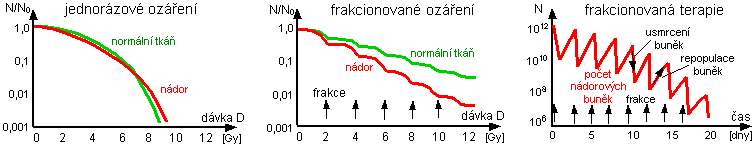 N/N₀ jednorázové ozáření
1,0
0,1
0,01
0,001
normální tkáň
nádor
0 2 4 6 8 10 12
dávka D
[Gy]
N/N₀ frakcionované ozáření
1,0
0,1
0,01
0,001
normální tkáň
nádor
frakce
0 2 4 6 8 10 12
dávka D
[Gy]
N frakcionovaná terapie
10¹²
10¹⁰
10⁸
10⁶
usmrcení
buněk
repopulace
buněk
počet
nádorových
buněk
frakce
0 5 10 15 20
čas
[dny]